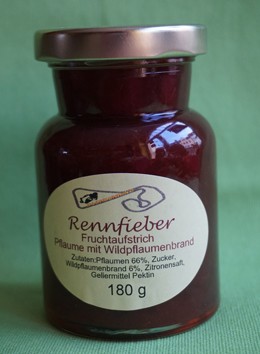 Rennfieber
Fruchtaufstrich
Pflaume mit Wildpflaumenbrand
Zutaten:Pflaumen 66%, Zucker,
Wildpflaumenbrand 6%, Zitronensaft,
Geliermittel Pektin
180 g